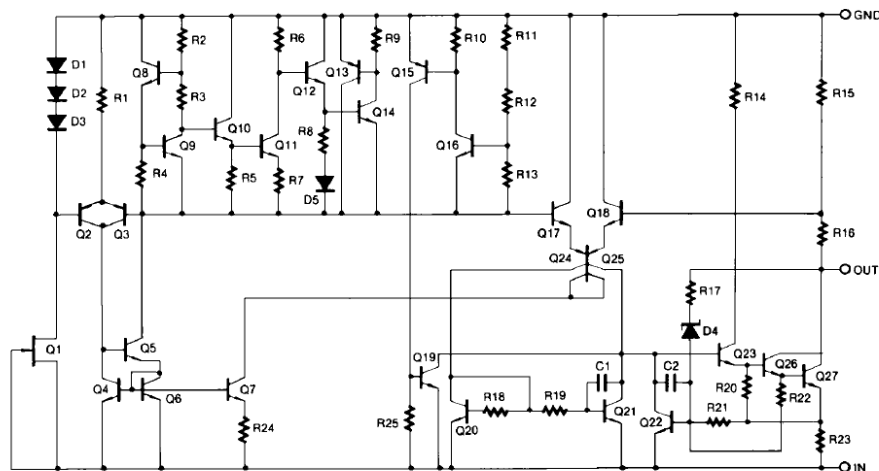 GND
R2
R6
R9
R10
R11
D1
Q8
Q13
Q15
Q12
D2
R1
R3
R14
R15
D3
R12
Q14
Q10
R8
Q9
Q11
Q16
R4
R5
R7
R13
D5
Q2
Q3
Q17
Q18
R16
Q24
Q25
OUT
R17
D4
Q1
Q5
Q19
Q23
C1
C2
Q26
Q4
Q6
Q7
R20
Q27
R22
R18
R19
R24
R25
Q20
Q21
Q22
R21
R23
IN